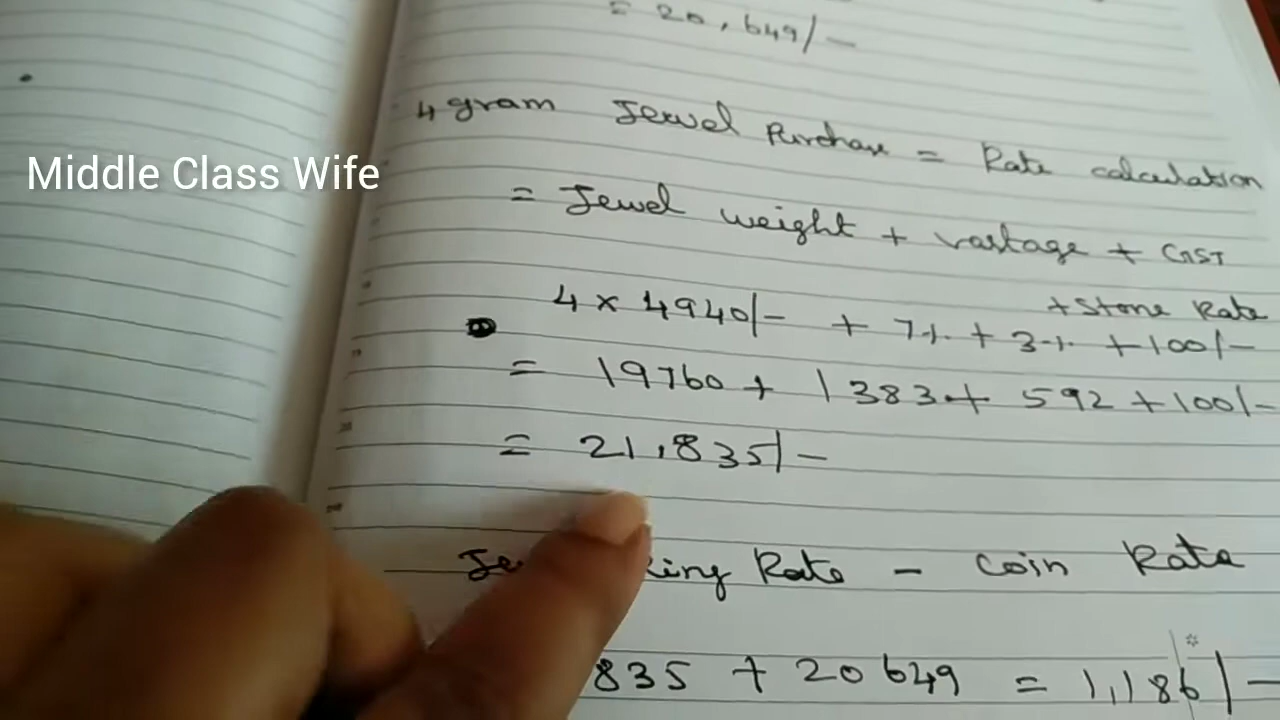 = 20,649/-
4 gram Jewel Purchase = Rate calculation
Middle Class Wife
= Jewel weight + wastage + GST
+ Stone Rate
4 x 4940/- + 7% + 3% + 100/-
= 19760 + 1383 + 592 + 100/-
= 21,835/-
Rate - Coin Rate
835 + 20649 = 1,186/-